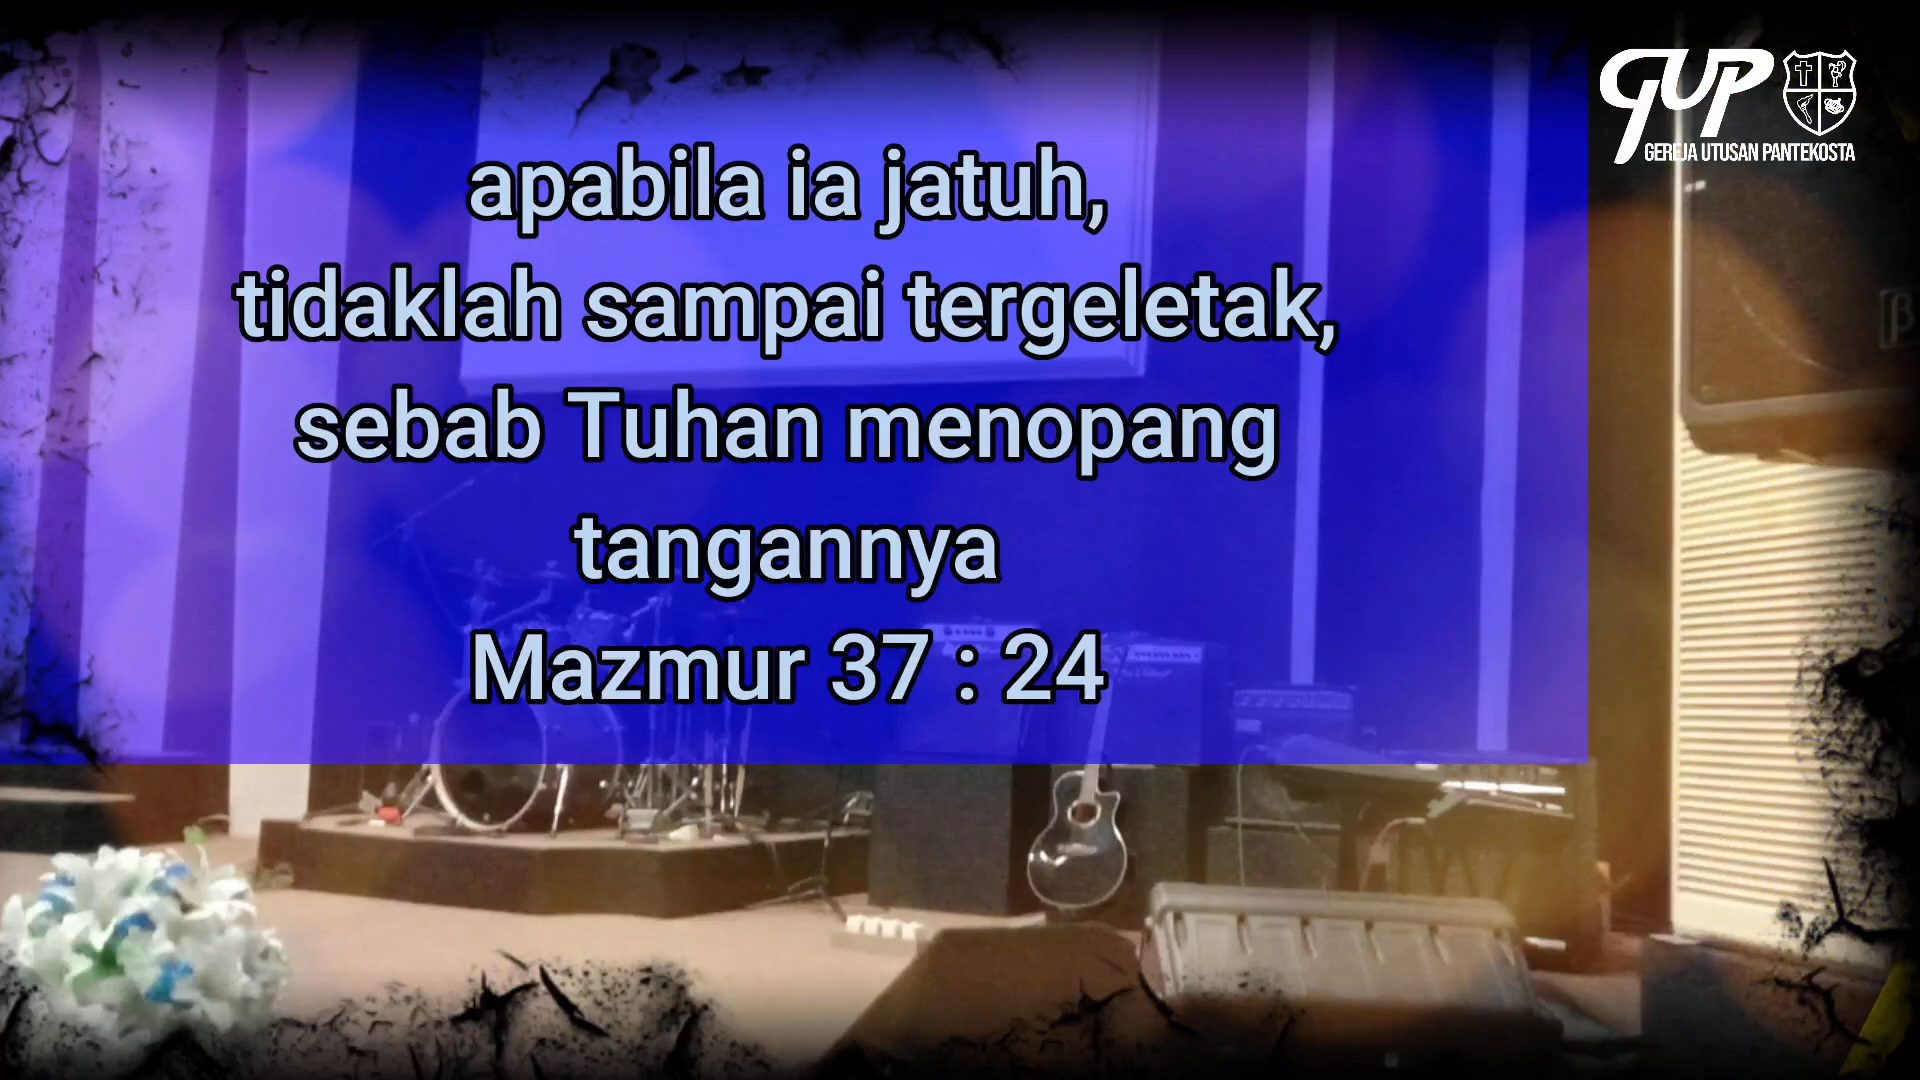 GUP
GEREJA UTUSAN PANTEKOSTA
apabila ia jatuh,
tidaklah sampai tergeletak,
sebab Tuhan menopang
tangannya
Mazmur 37 : 24